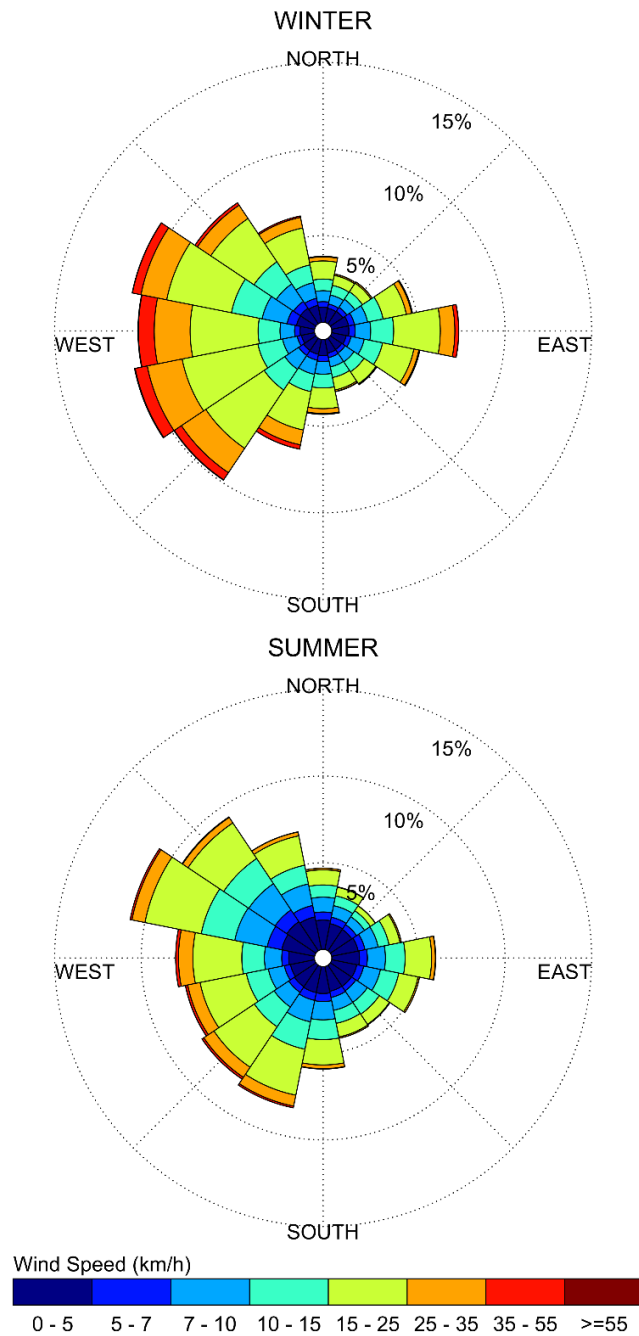 WINTER
NORTH
15%
10%
5%
WEST
EAST
SOUTH
SUMMER
NORTH
15%
10%
5%
WEST
EAST
SOUTH
Wind Speed (km/h)
0 - 5 5 - 7 7 - 10 10 - 15 15 - 25 25 - 35 35 - 55 >=55